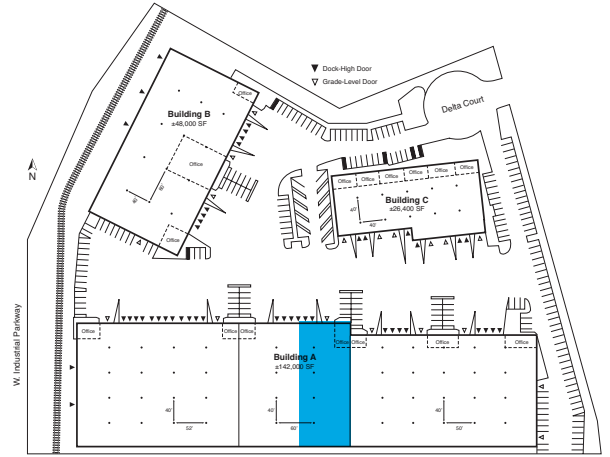 Dock-High Door
Grade-Level Door
Delta Court
N
W. Industrial Parkway
Office
Building B
±48,000 SF
Office
40'
60'
Office
Office Office Office Office Office Office
Building C
±26,400 SF
40'
40'
Office
Office Office
Office Office
Office
Office
Building A
±142,000 SF
40'
52'
40'
60'
40'
50'